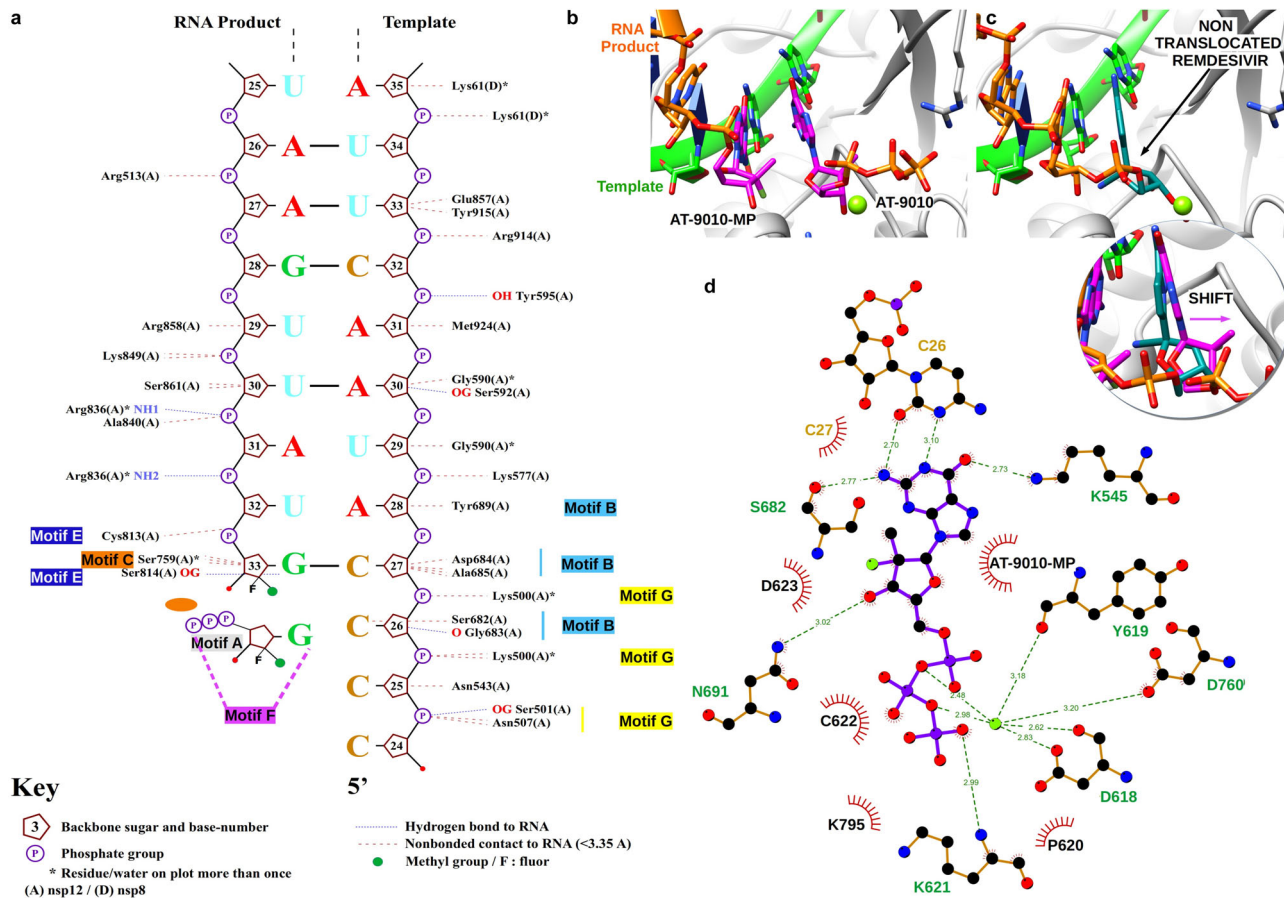 a
RNA Product
Template
25 U A 35 Lys61(D)*
P P Lys61(D)*
26 A U 34
Arg513(A) P P
27 A U 33 Glu857(A)
Tyr915(A)
P P Arg914(A)
28 G C 32
P P OH Tyr595(A)
Arg858(A) 29 U A 31 Met924(A)
Lys849(A) P P
Ser861(A) 30 U A 30 Gly590(A)*
OG Ser592(A)
Arg836(A)* NH1 P P
Ala840(A)
31 A U 29 Gly590(A)*
Arg836(A)* NH2 P P Lys577(A)
32 U A 28 Tyr689(A) Motif B
Motif E Cys813(A) P P
Motif C Ser759(A)* 33 G C 27 Asp684(A) Motif B
Motif E Ser814(A) OG Ala685(A)
F
P Lys500(A)* Motif G
P P P
Motif A G
F
C 26 Ser682(A) Motif B
O Gly683(A)
P Lys500(A)* Motif G
Motif F
C 25 Asn543(A)
P OG Ser501(A) Motif G
Asn507(A)
C 24
Key
5’
3 Backbone sugar and base-number
P Phosphate group
* Residue/water on plot more than once
(A) nsp12 / (D) nsp8
Hydrogen bond to RNA
Nonbonded contact to RNA (<3.35 A)
Methyl group / F : fluor
b
RNA
Product
Template
AT-9010-MP
AT-9010
c
NON
TRANSLOCATED
REMDESIVIR
SHIFT
d
C26
C27
2.70
3.10
2.73
2.77
S682
K545
D623
AT-9010-MP
3.02
Y619
N691
D760
3.18
3.20
2.48
2.98
2.62
2.83
C622
D618
2.99
K795
P620
K621